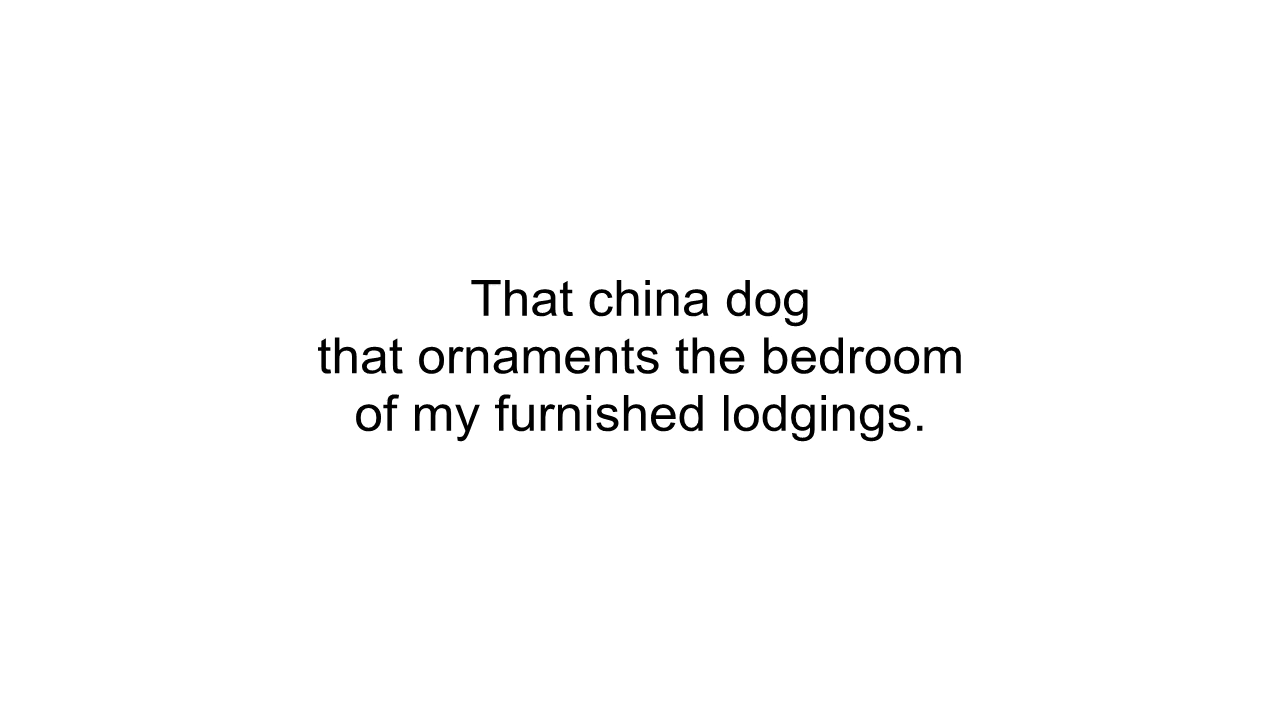 That china dog
that ornaments the bedroom
of my furnished lodgings.